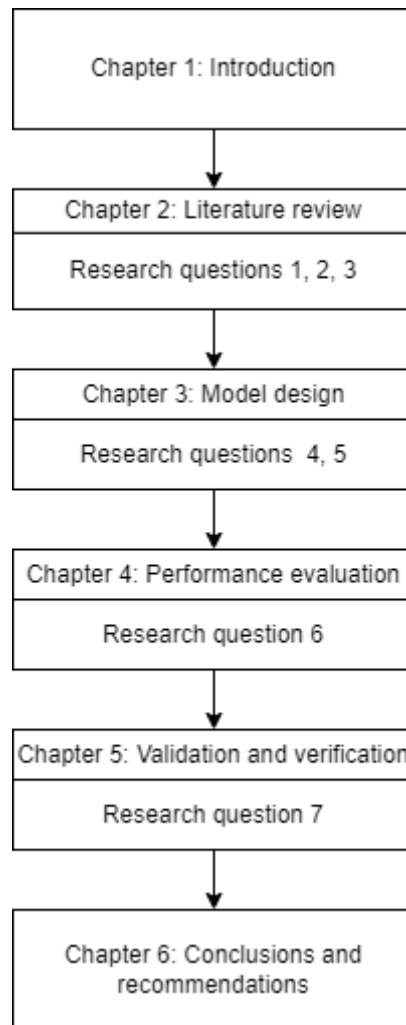 Chapter 1: Introduction
Chapter 2: Literature review
Research questions 1, 2, 3
Chapter 3: Model design
Research questions  4, 5
Chapter 4: Performance evaluation
Research question 6
Chapter 5: Validation and verification
Research question 7
Chapter 6: Conclusions and
recommendations